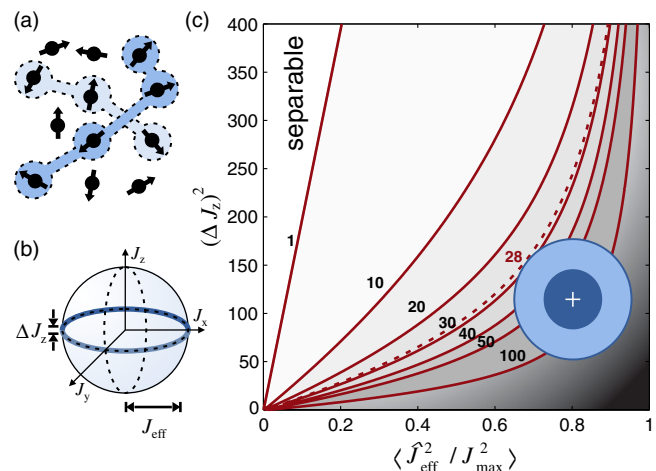 (a)
(b)
J_z
J_x
J_y
ΔJ_z
J_eff
(c)
400
350
300
250
200
150
100
50
0
(Δ J_z)^2
separable
1
10
20
28
30
40
50
100
0
0.2
0.4
0.6
0.8
1
⟨ Ĵ_eff^2 / J_max^2 ⟩